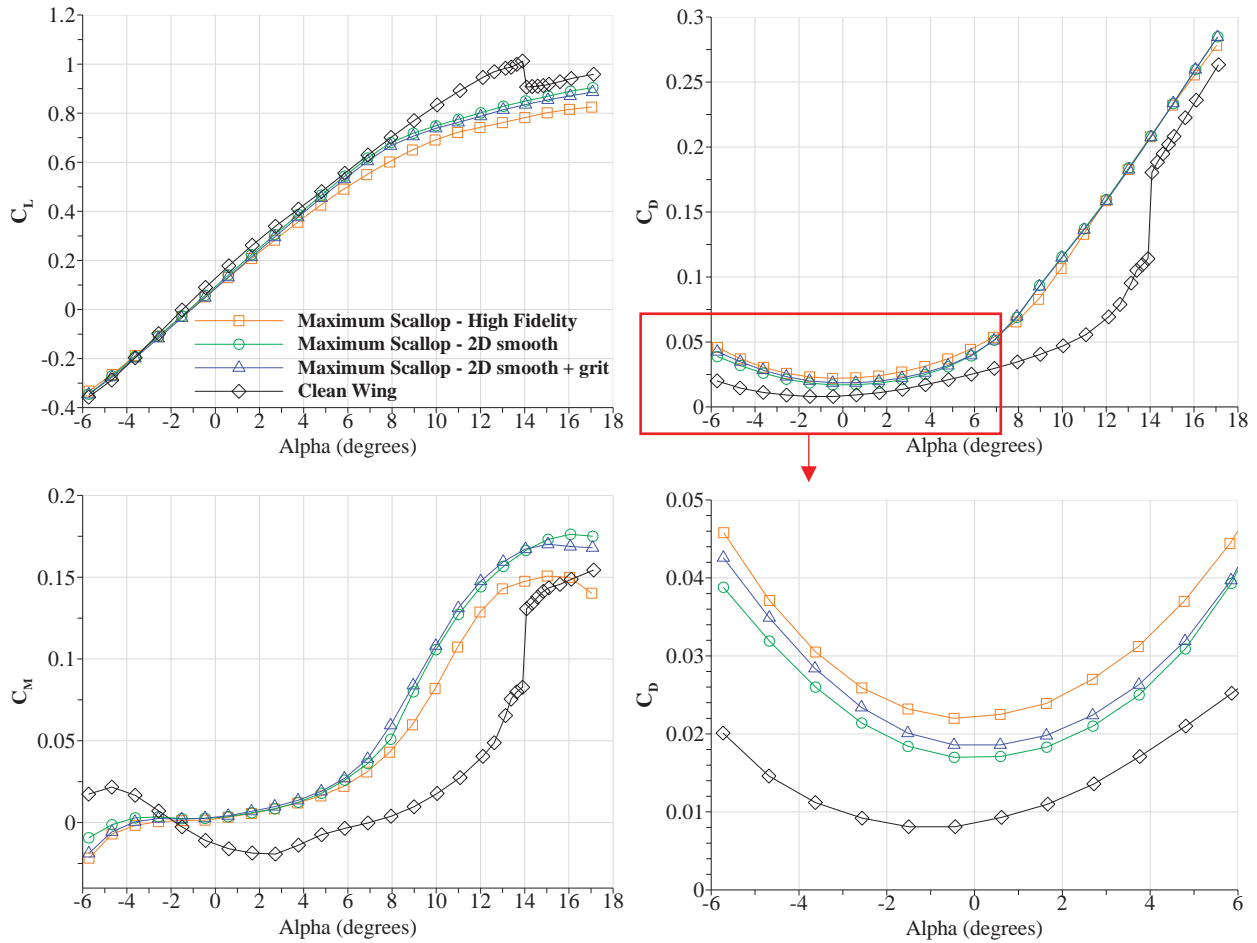 1.2
1
0.8
0.6
0.4
0.2
0
-0.2
-0.4
C_L
-6 -4 -2 0 2 4 6 8 10 12 14 16 18
Alpha (degrees)
Maximum Scallop - High Fidelity
Maximum Scallop - 2D smooth
Maximum Scallop - 2D smooth + grit
Clean Wing
0.3
0.25
0.2
0.15
0.1
0.05
0
C_D
-6 -4 -2 0 2 4 6 8 10 12 14 16 18
Alpha (degrees)
0.2
0.15
0.1
0.05
0
C_M
-6 -4 -2 0 2 4 6 8 10 12 14 16 18
Alpha (degrees)
0.05
0.04
0.03
0.02
0.01
0
C_D
-6 -4 -2 0 2 4 6
Alpha (degrees)